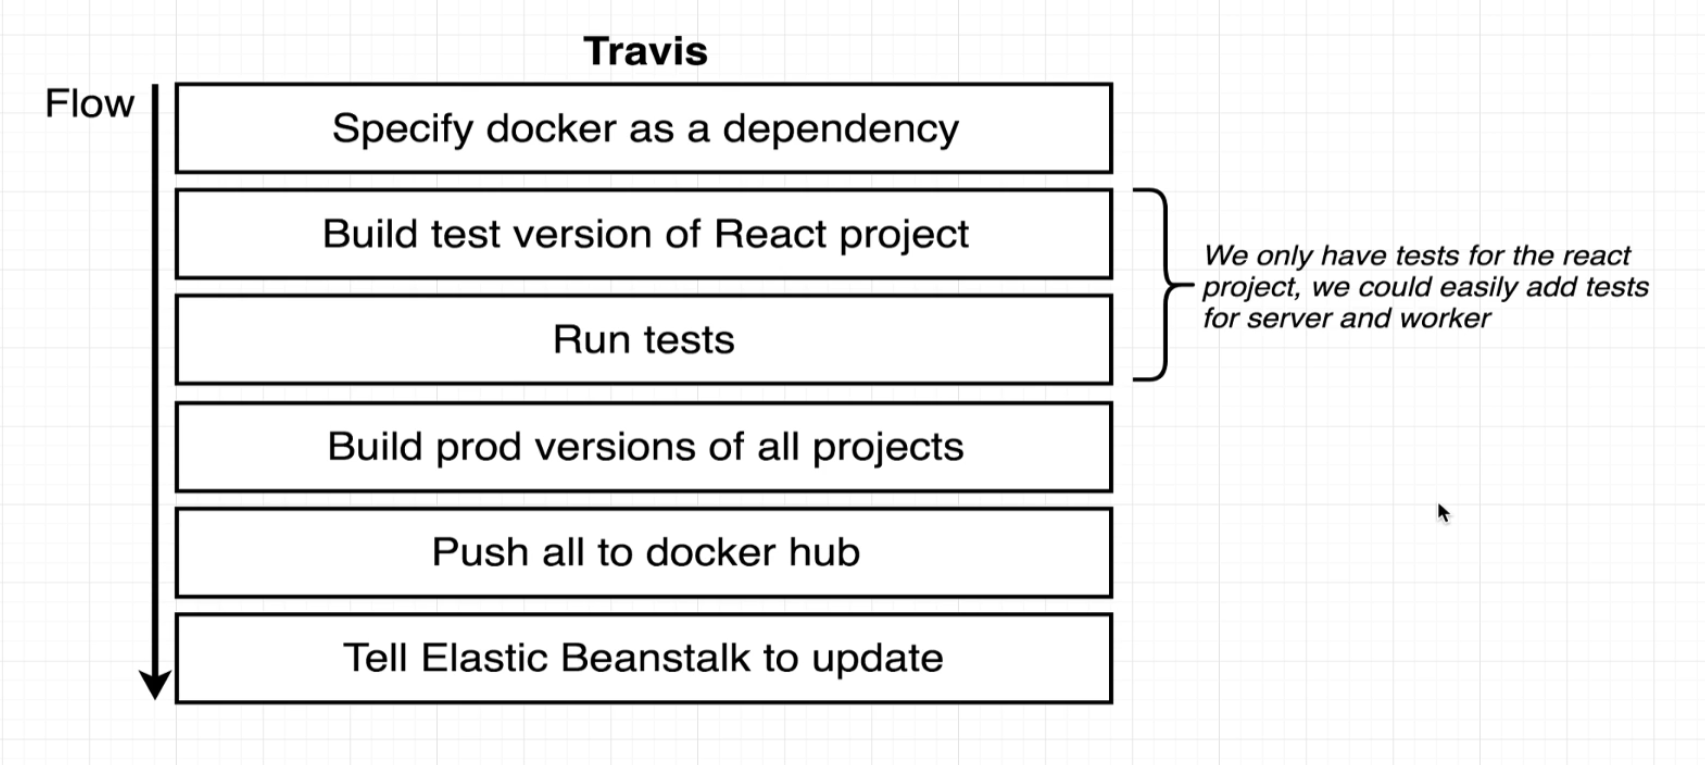 Travis
Flow
Specify docker as a dependency
Build test version of React project
We only have tests for the react
project, we could easily add tests
for server and worker
Run tests
Build prod versions of all projects
Push all to docker hub
Tell Elastic Beanstalk to update